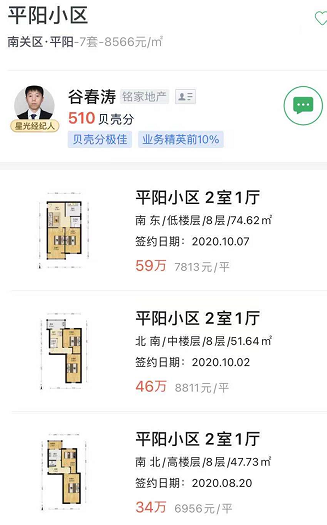 平阳小区
南关区·平阳-7套-8566元/㎡
谷春涛 铭家地产
510 贝壳分
星光经纪人
贝壳分极佳 业务精英前10%
平阳小区 2室1厅
南 东/低楼层/8层/74.62㎡
签约日期：2020.10.07
59万 7813元/平
平阳小区 2室1厅
北 南/中楼层/8层/51.64㎡
签约日期：2020.10.02
46万 8811元/平
平阳小区 2室1厅
南 北/高楼层/8层/47.73㎡
签约日期：2020.08.20
34万 6956元/平